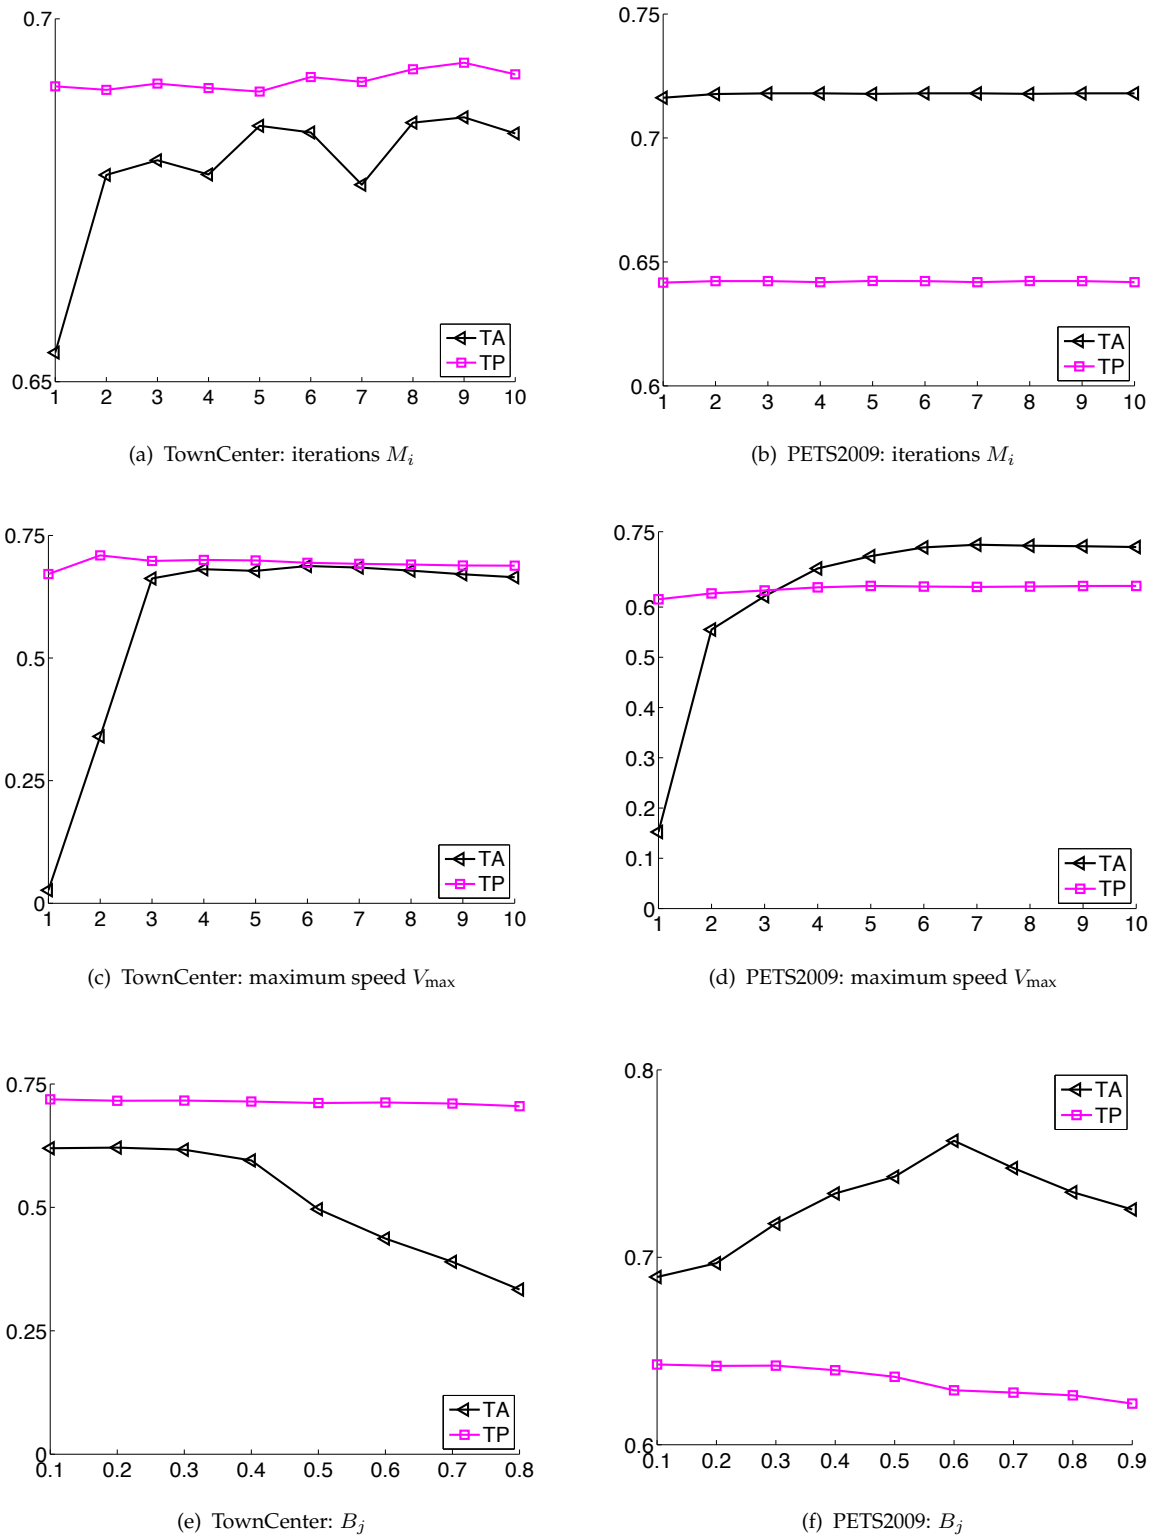 0.7
TA
TP
0.65
1 2 3 4 5 6 7 8 9 10
(a) TownCenter: iterations M_i
0.75
0.7
0.65
TA
TP
0.6
1 2 3 4 5 6 7 8 9 10
(b) PETS2009: iterations M_i
0.75
0.5
0.25
TA
TP
0
1 2 3 4 5 6 7 8 9 10
(c) TownCenter: maximum speed V_max
0.75
0.6
0.5
0.4
0.3
0.2
0.1
TA
TP
0
1 2 3 4 5 6 7 8 9 10
(d) PETS2009: maximum speed V_max
0.75
0.5
0.25
TA
TP
0
0.1 0.2 0.3 0.4 0.5 0.6 0.7 0.8
(e) TownCenter: B_j
0.8
TA
TP
0.7
0.6
0.1 0.2 0.3 0.4 0.5 0.6 0.7 0.8 0.9
(f) PETS2009: B_j